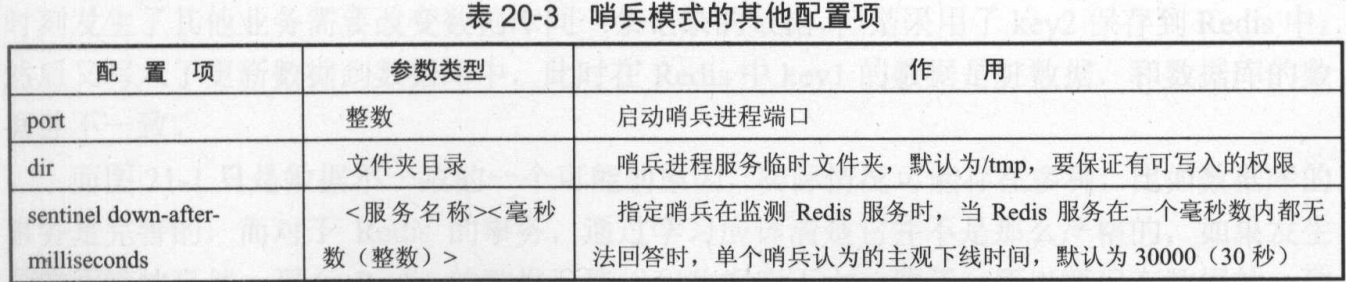 表 20-3 哨兵模式的其他配置项
配 置 项 参数类型 作 用
port 整数 启动哨兵进程端口
dir 文件夹目录 哨兵进程服务临时文件夹，默认为/tmp，要保证有可写入的权限
sentinel down-after- <服务名称><毫秒 指定哨兵在监测 Redis 服务时，当 Redis 服务在一个毫秒数内都无
milliseconds 数（整数）> 法回答时，单个哨兵认为的主观下线时间，默认为 30000（30 秒）